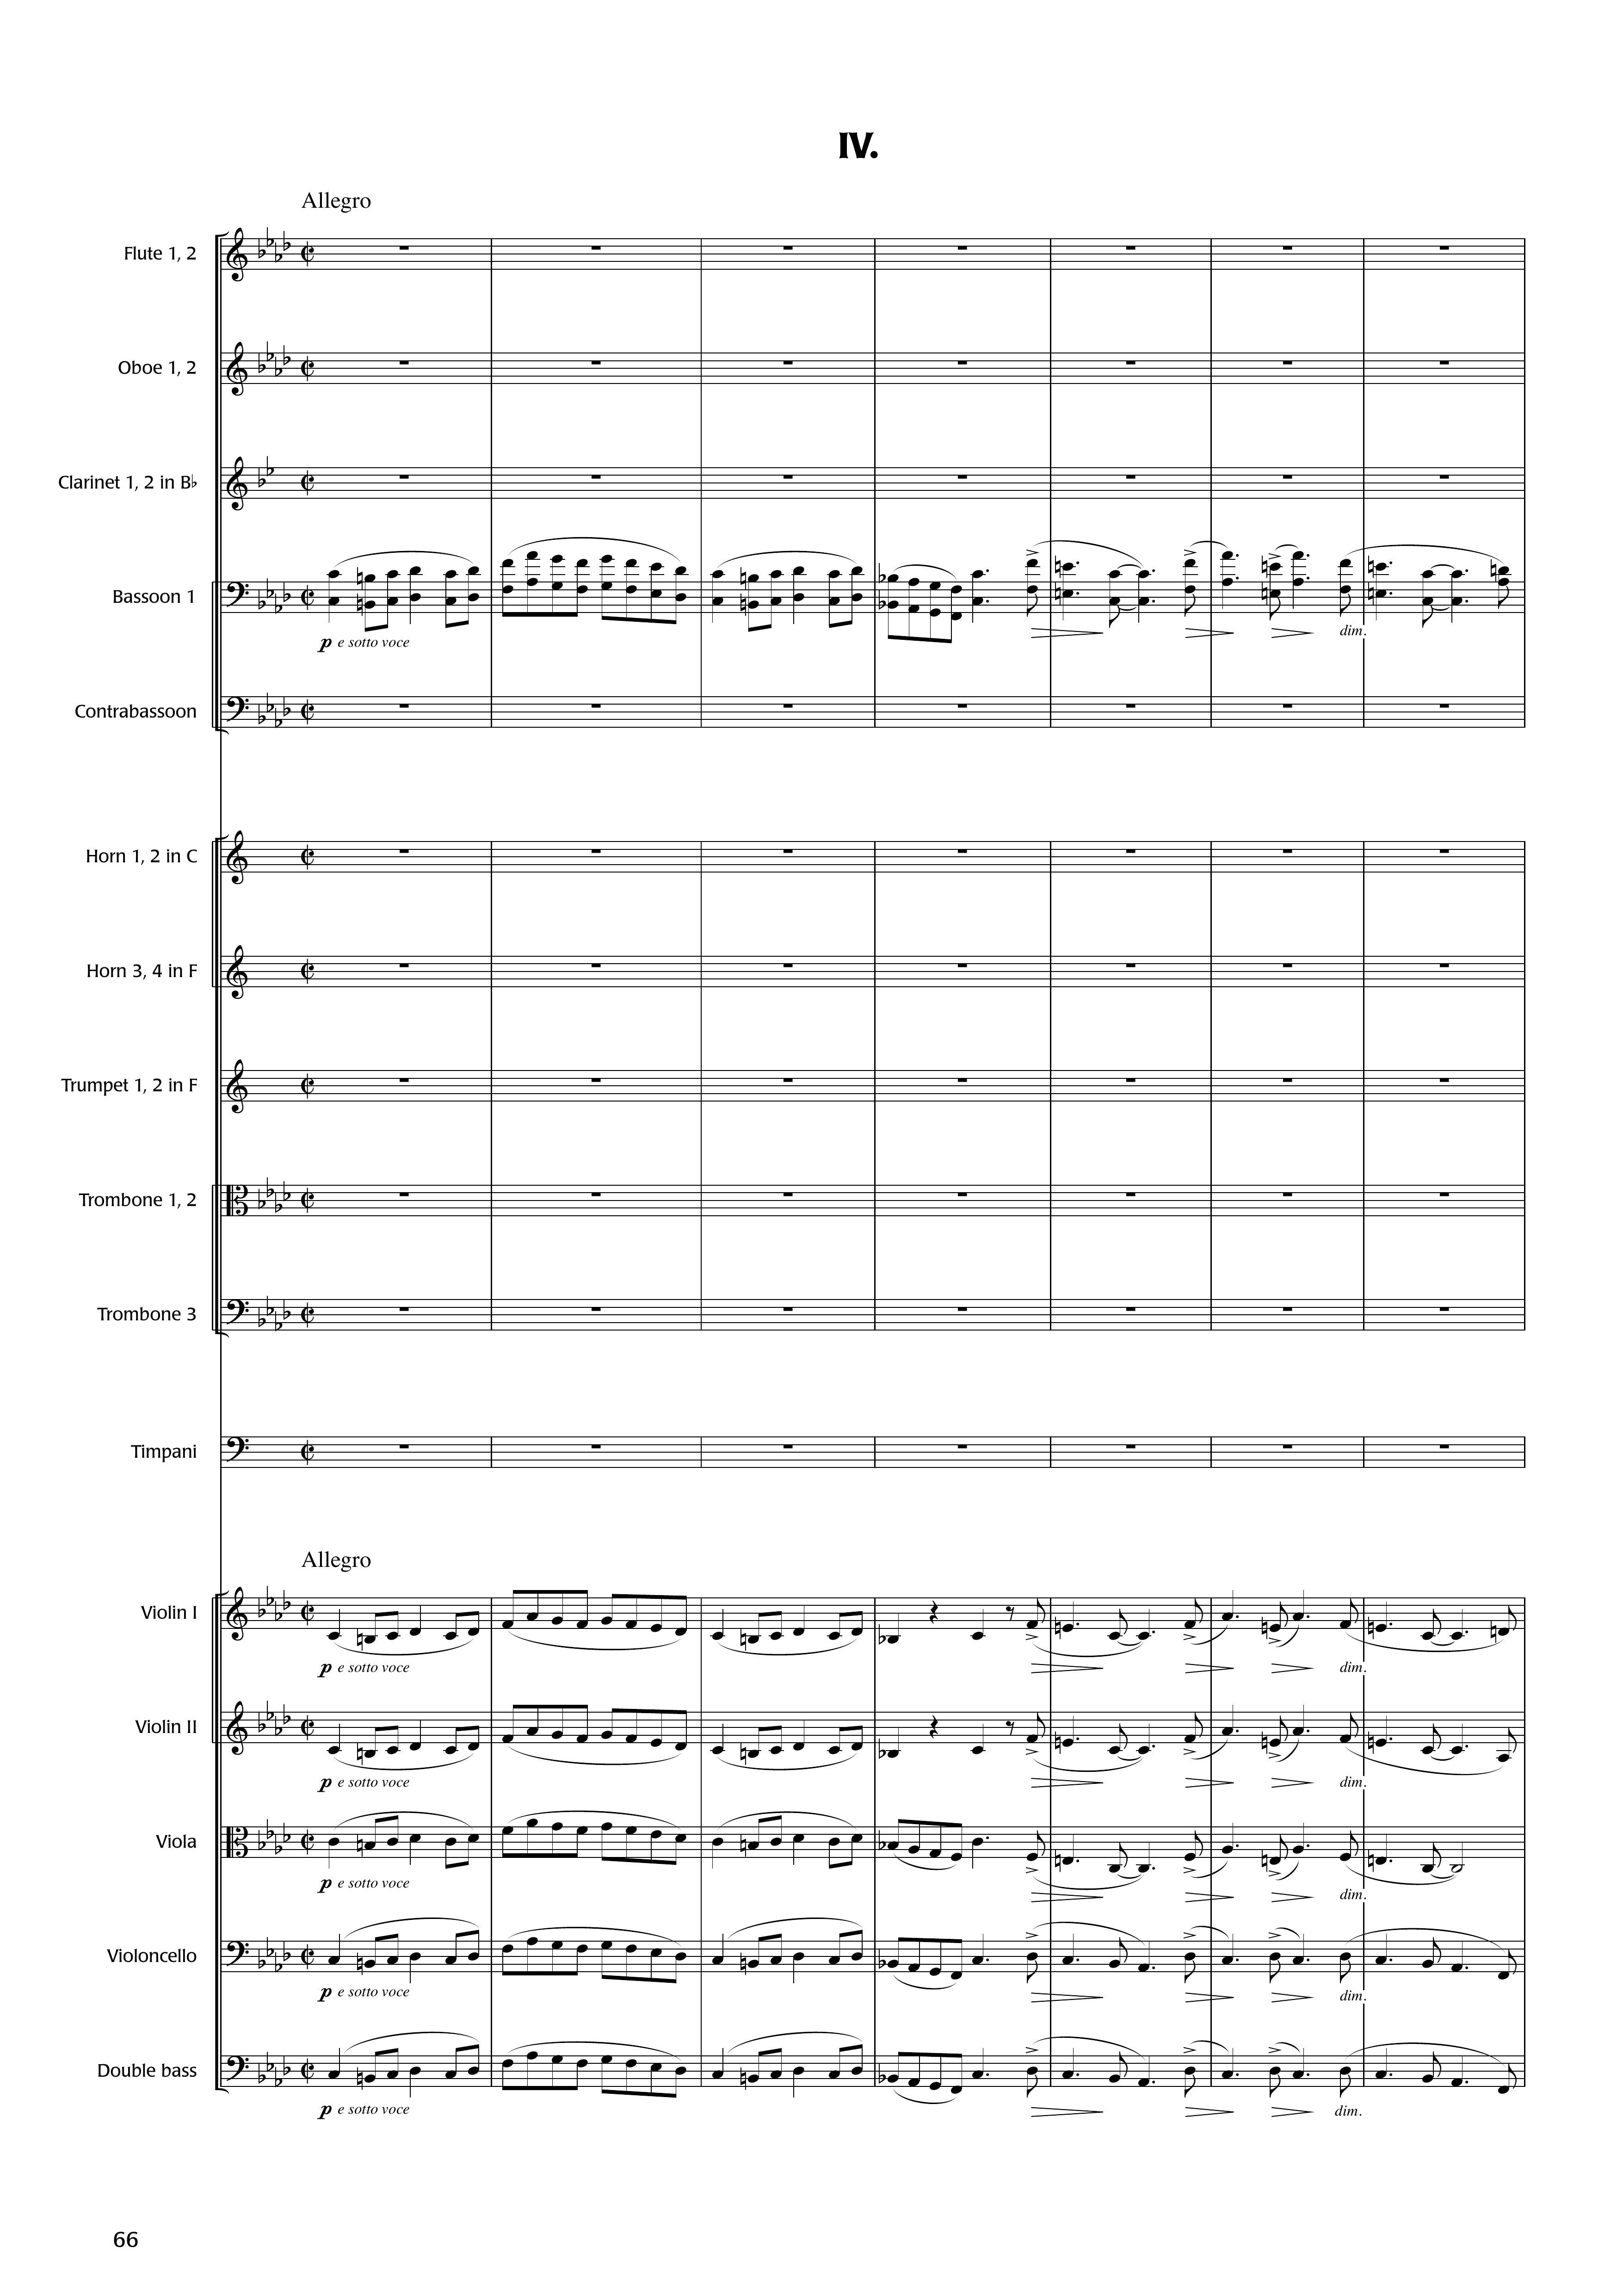 IV.
Allegro
Flute 1, 2
Oboe 1, 2
Clarinet 1, 2 in B♭
Bassoon 1
p e sotto voce
dim.
Contrabassoon
Horn 1, 2 in C
Horn 3, 4 in F
Trumpet 1, 2 in F
Trombone 1, 2
Trombone 3
Timpani
Allegro
Violin I
p e sotto voce
dim.
Violin II
p e sotto voce
dim.
Viola
p e sotto voce
dim.
Violoncello
p e sotto voce
dim.
Double bass
p e sotto voce
dim.
66